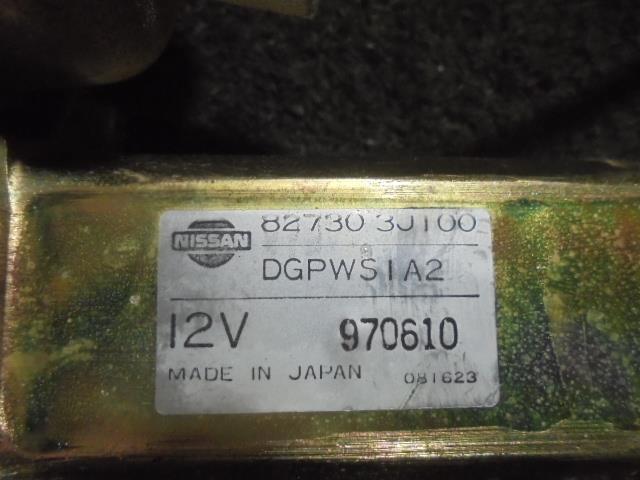 NISSAN 82730 3J100
DGPWS1A2
12V 970610
MADE IN JAPAN 081623